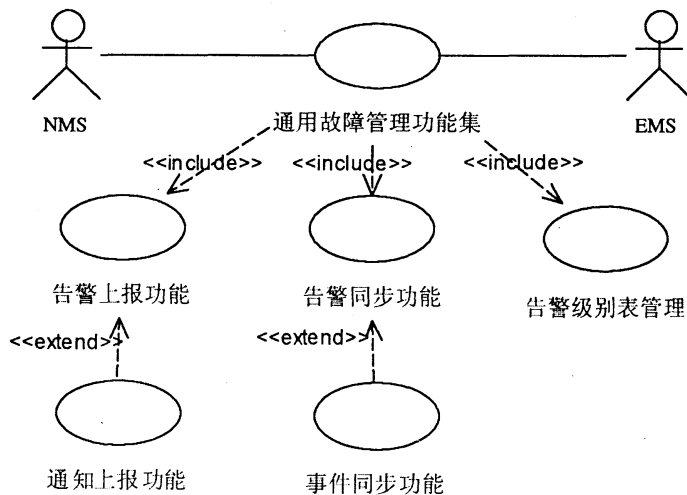 NMS
通用故障管理功能集
EMS
<<include>>
<<include>>
<<include>>
告警上报功能
告警同步功能
告警级别表管理
<<extend>>
<<extend>>
通知上报功能
事件同步功能